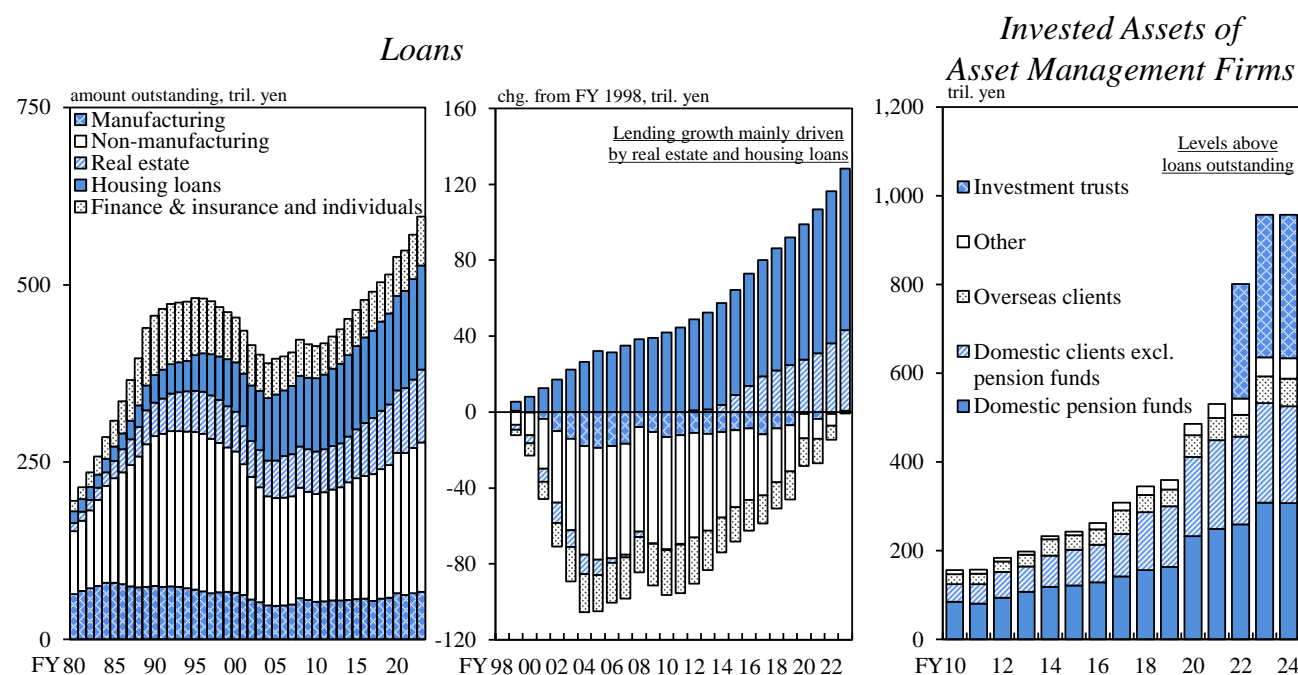 Loans
Invested Assets of
Asset Management Firms
amount outstanding, tril. yen
750
500
250
0
Manufacturing
Non-manufacturing
Real estate
Housing loans
Finance & insurance and individuals
FY 80 85 90 95 00 05 10 15 20
chg. from FY 1998, tril. yen
160
120
80
40
0
-40
-80
-120
Lending growth mainly driven
by real estate and housing loans
FY 98 00 02 04 06 08 10 12 14 16 18 20 22
tril. yen
1,200
1,000
800
600
400
200
0
Levels above
loans outstanding
Investment trusts
Other
Overseas clients
Domestic clients excl.
pension funds
Domestic pension funds
FY 10 12 14 16 18 20 22 24